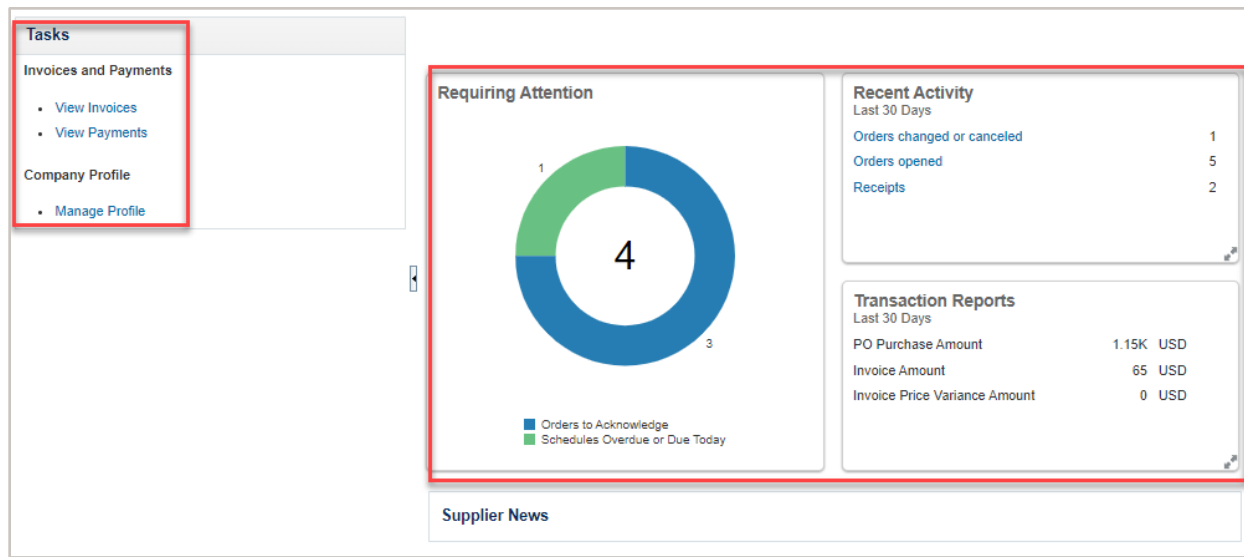 Tasks
Invoices and Payments
View Invoices
View Payments
Company Profile
Manage Profile
Requiring Attention
1
4
3
Orders to Acknowledge
Schedules Overdue or Due Today
Recent Activity
Last 30 Days
Orders changed or canceled 1
Orders opened 5
Receipts 2
Transaction Reports
Last 30 Days
PO Purchase Amount 1.15K USD
Invoice Amount 65 USD
Invoice Price Variance Amount 0 USD
Supplier News